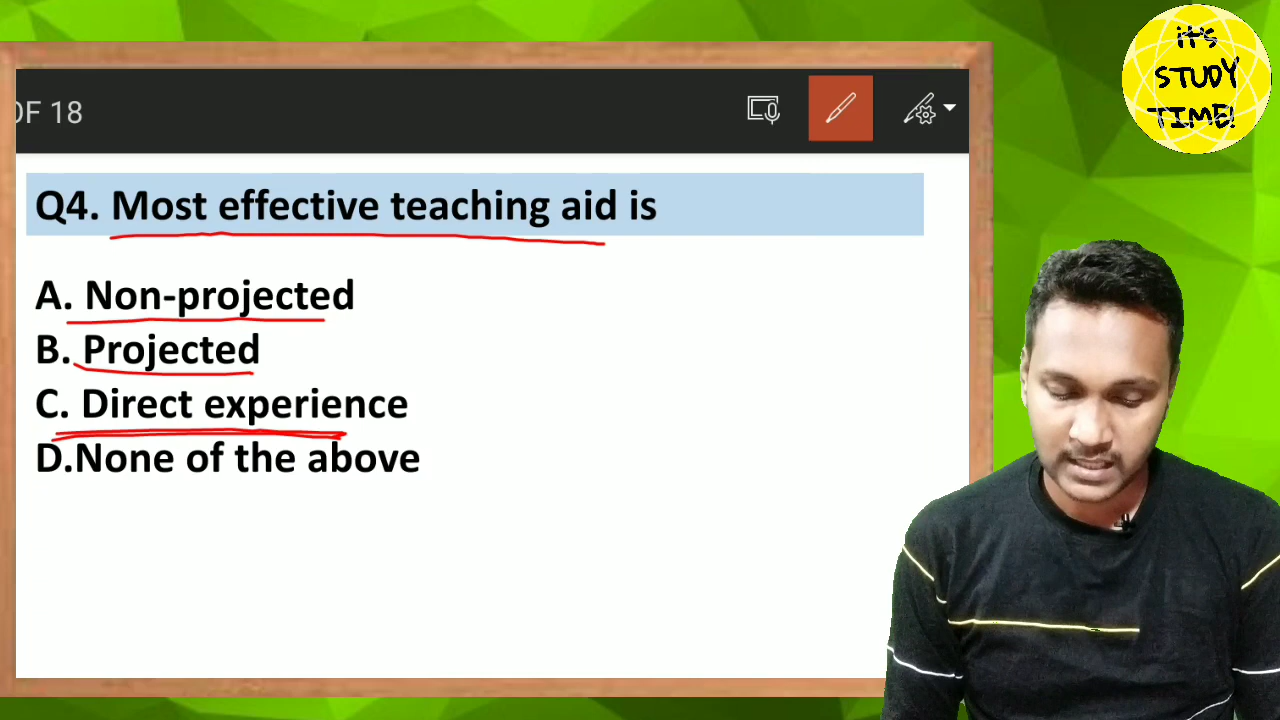 OF 18
IT'S
STUDY
TIME!
Q4. Most effective teaching aid is
A. Non-projected
B. Projected
C. Direct experience
D.None of the above